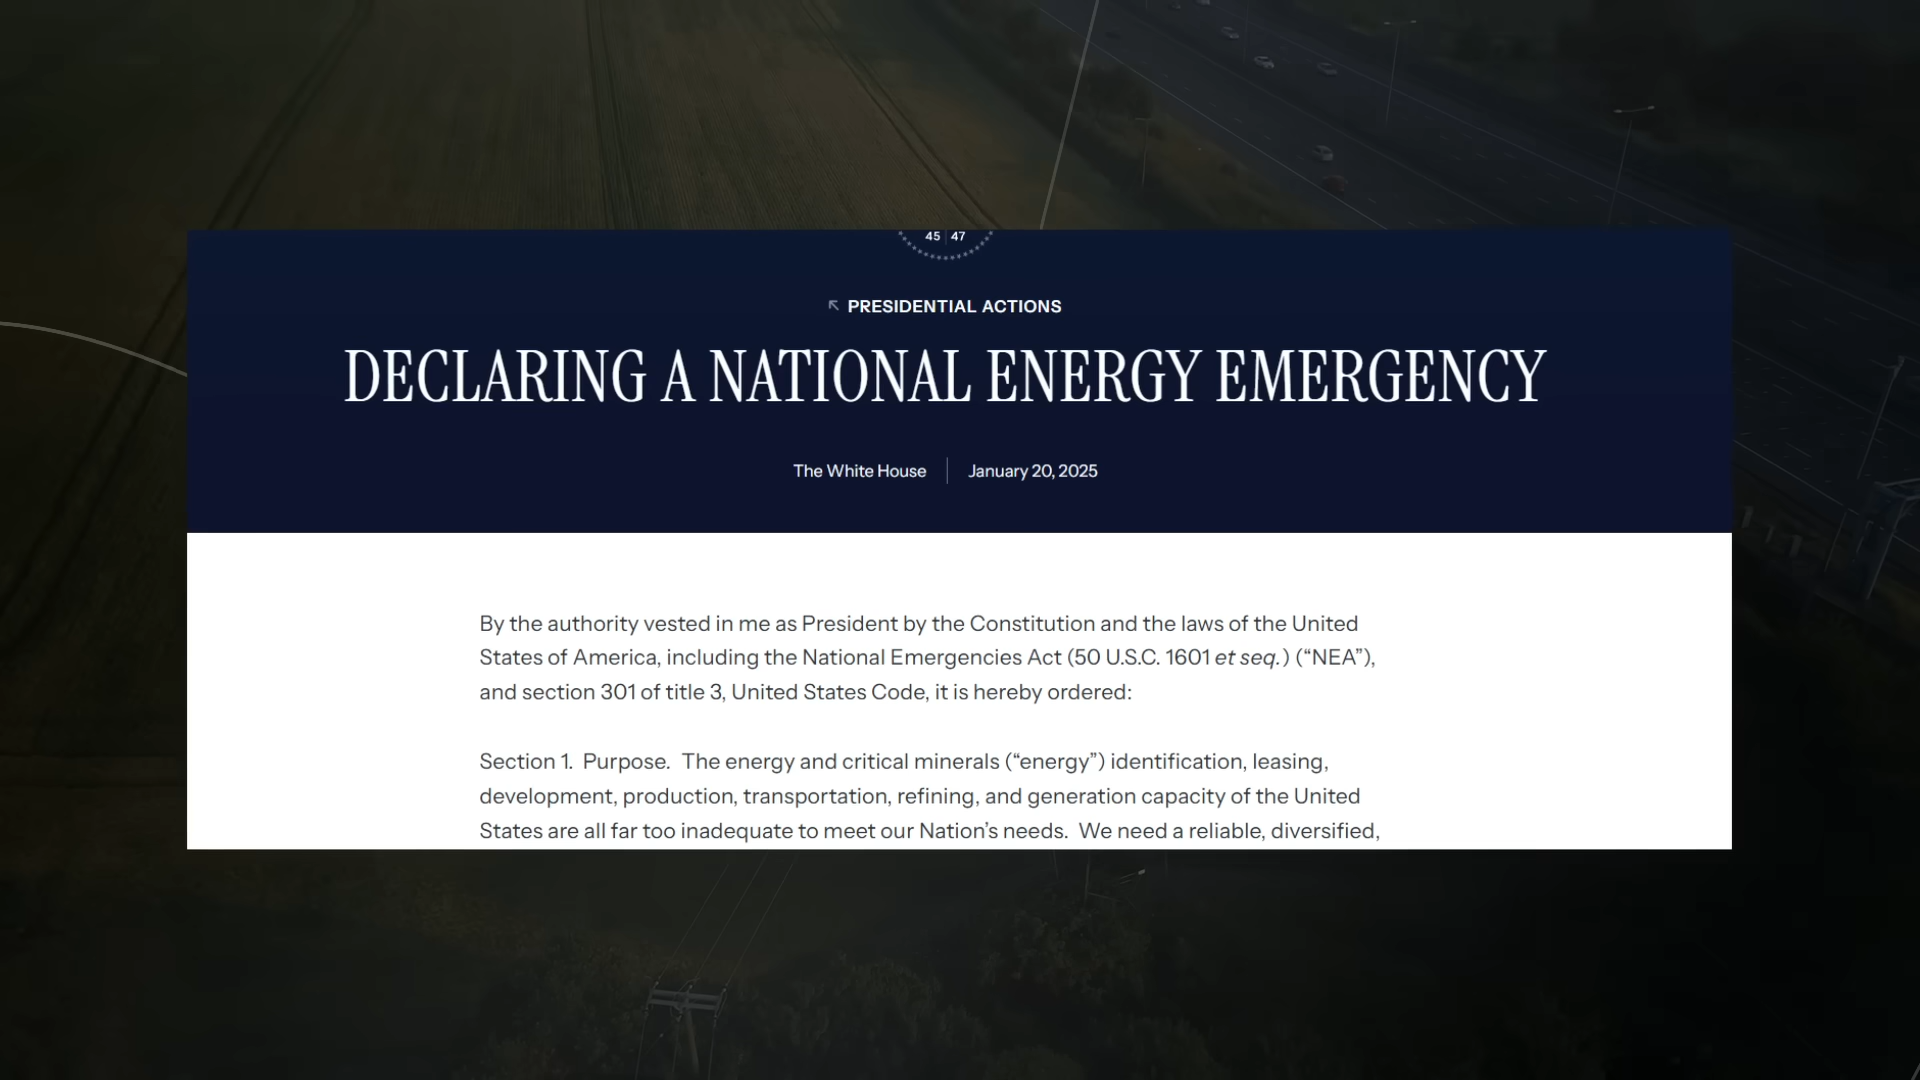 45 47
PRESIDENTIAL ACTIONS
DECLARING A NATIONAL ENERGY EMERGENCY
The White House January 20, 2025
By the authority vested in me as President by the Constitution and the laws of the United
States of America, including the National Emergencies Act (50 U.S.C. 1601 et seq.) (“NEA”),
and section 301 of title 3, United States Code, it is hereby ordered:
Section 1. Purpose. The energy and critical minerals (“energy”) identification, leasing,
development, production, transportation, refining, and generation capacity of the United
States are all far too inadequate to meet our Nation’s needs. We need a reliable, diversified,